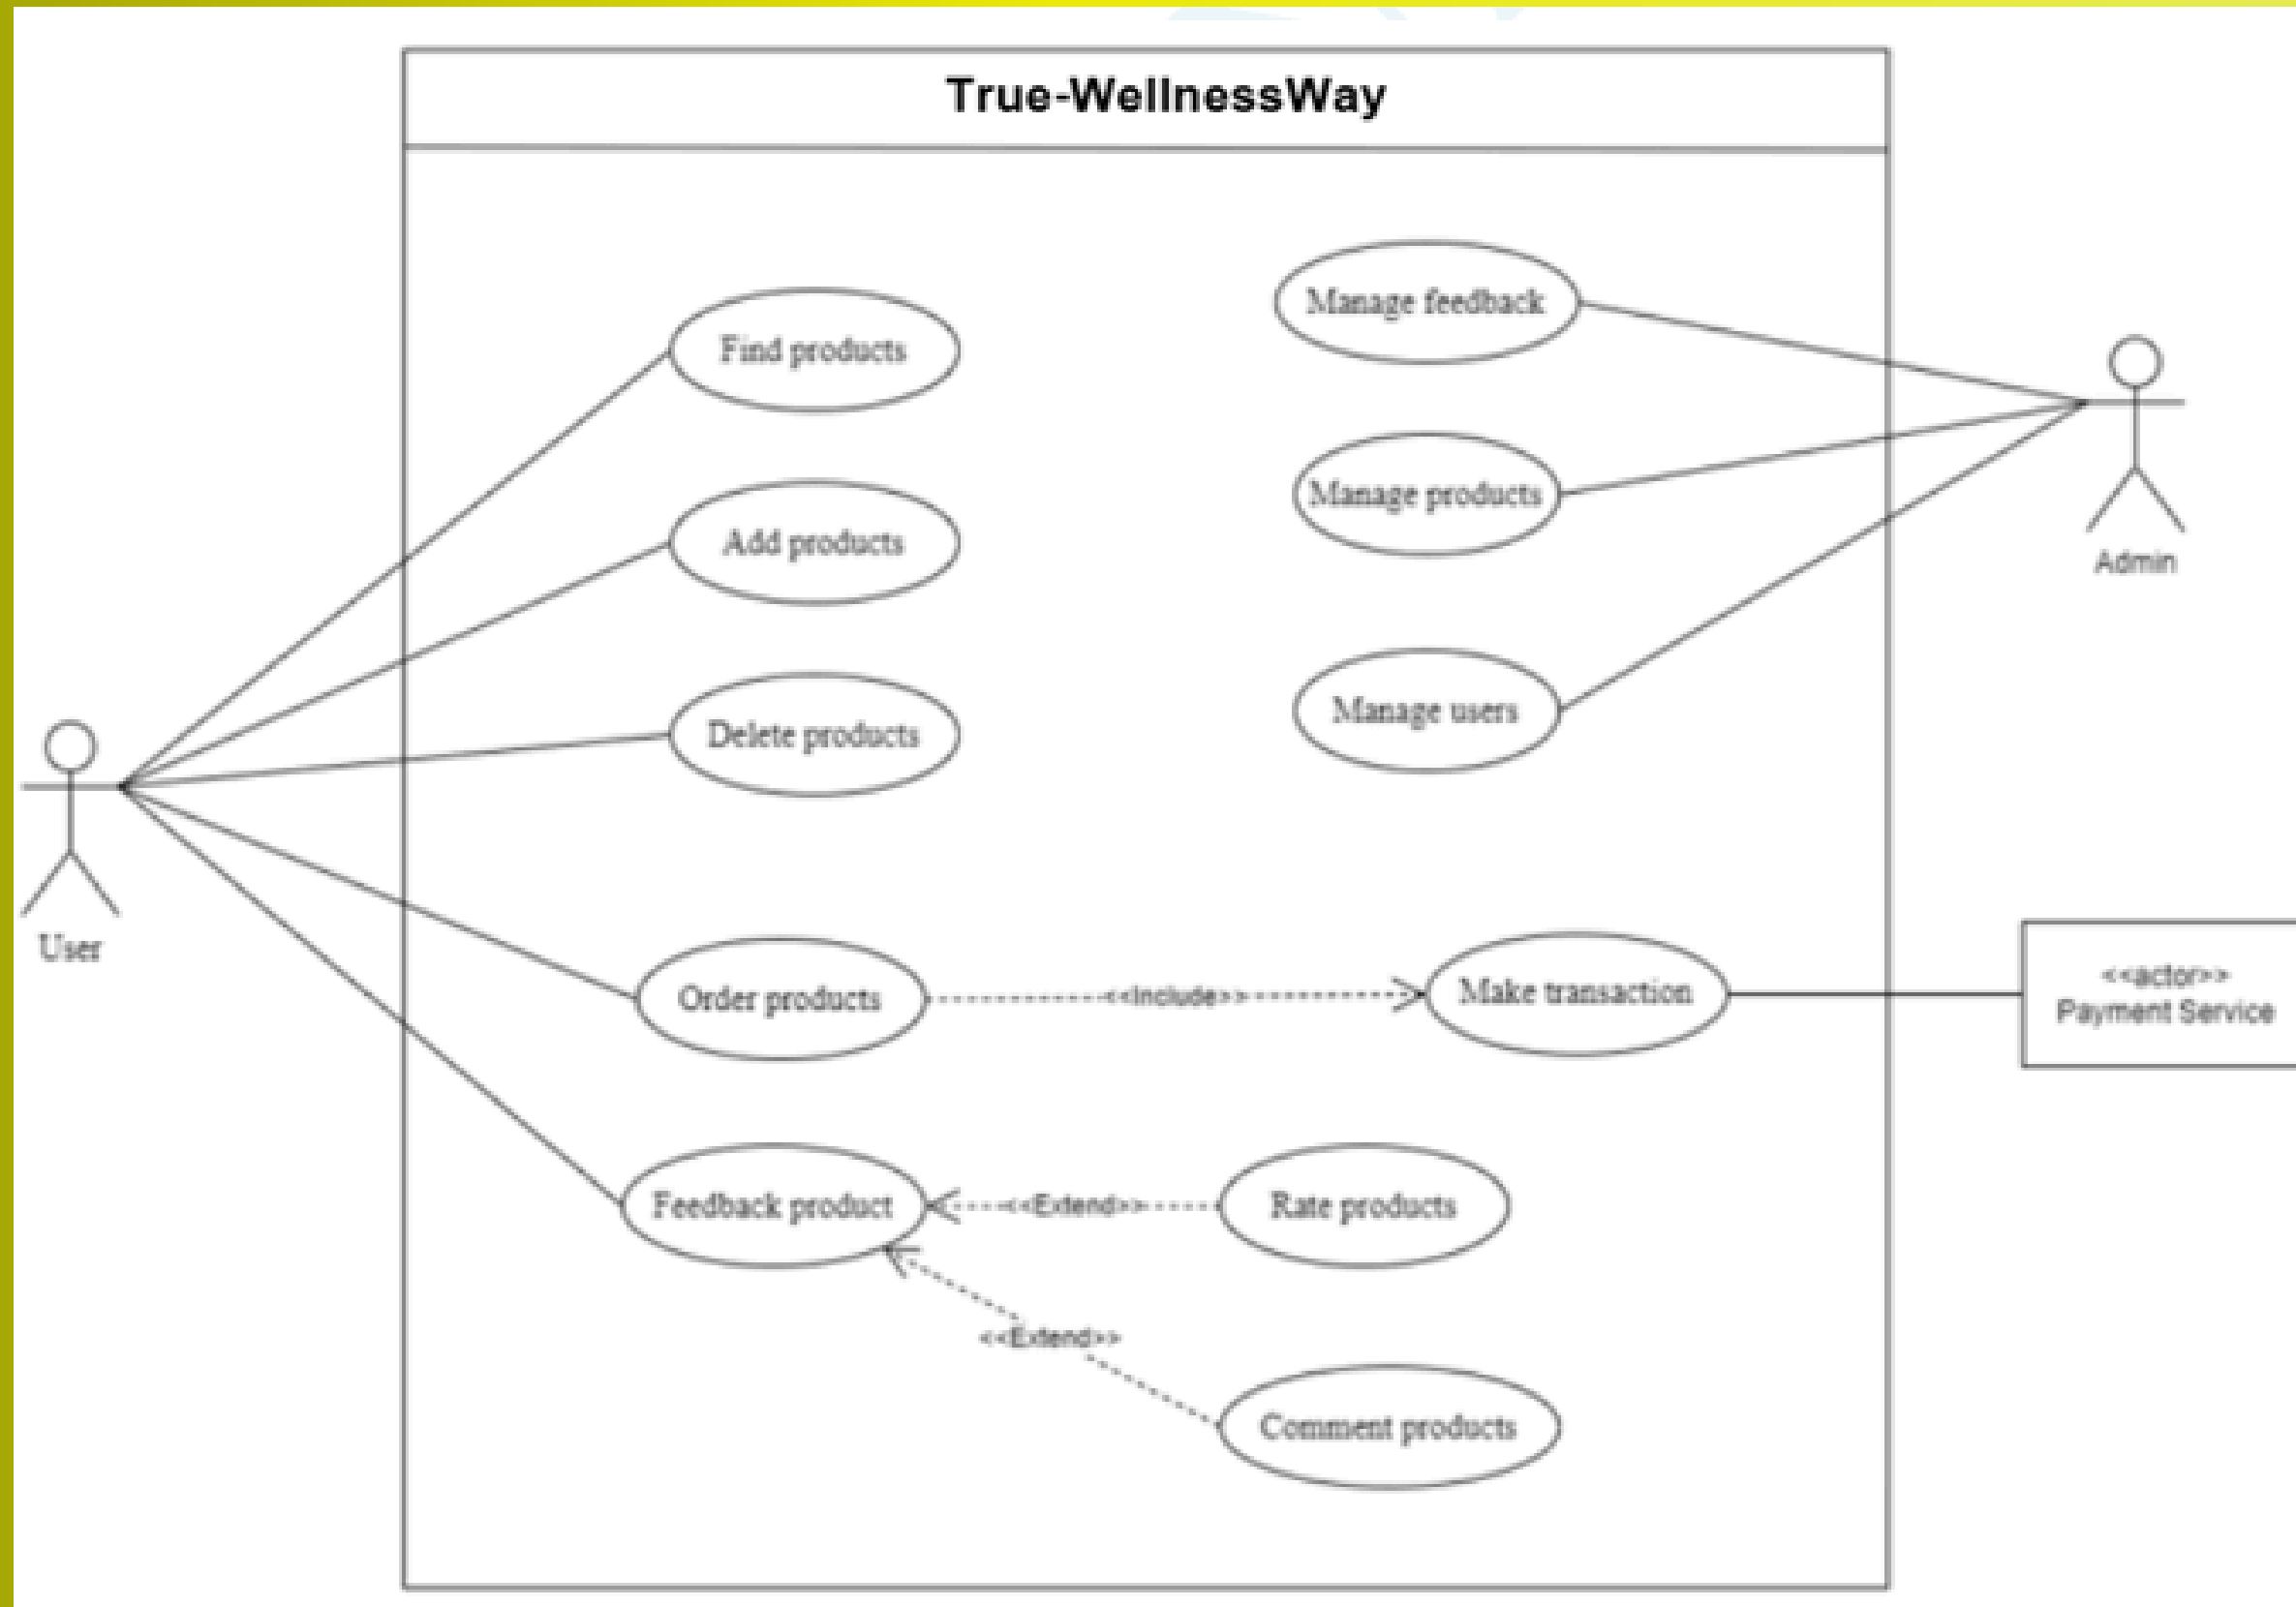 True-WellnessWay
Find products
Add products
Delete products
Order products
Feedback product
Manage feedback
Manage products
Manage users
<<Include>>
Make transaction
<<Extend>>
Rate products
<<Extend>>
Comment products
User
Admin
<<actor>>
Payment Service